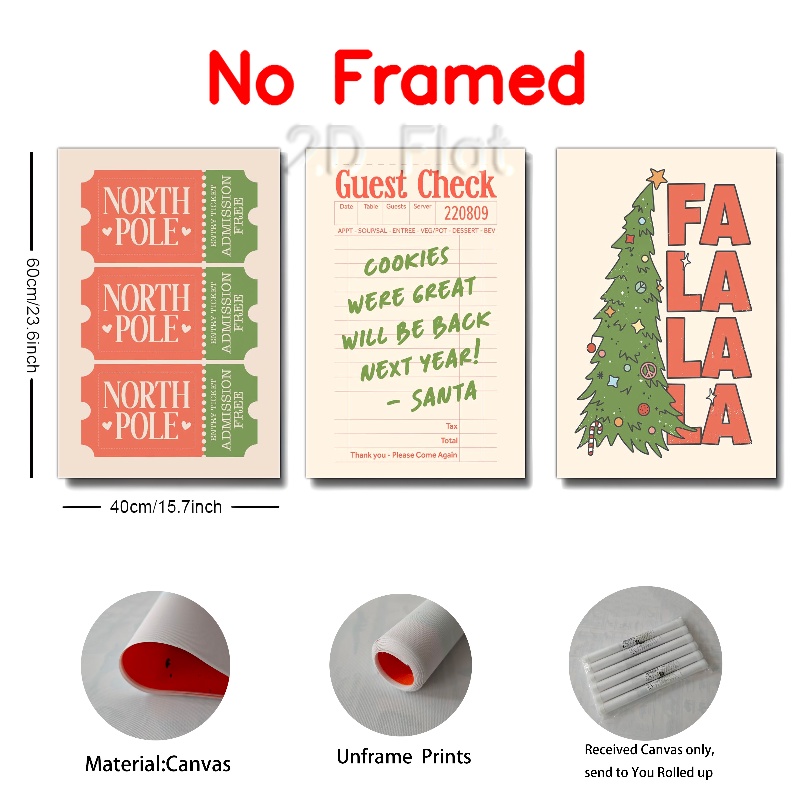 No Framed
2D Flat
60cm/23.6inch
NORTH
POLE
ENTRY TICKET
ADMISSION
FREE
NORTH
POLE
ENTRY TICKET
ADMISSION
FREE
NORTH
POLE
ENTRY TICKET
ADMISSION
FREE
40cm/15.7inch
Guest Check
Date Table Guests Server
220809
APPT - SOUP/SAL - ENTREE - VEG/POT - DESSERT - BEV
COOKIES
WERE GREAT
WILL BE BACK
NEXT YEAR!
- SANTA
Tax
Total
Thank you - Please Come Again
FA
LA
LA
LA
Material:Canvas
Unframe Prints
Received Canvas only,
send to You Rolled up